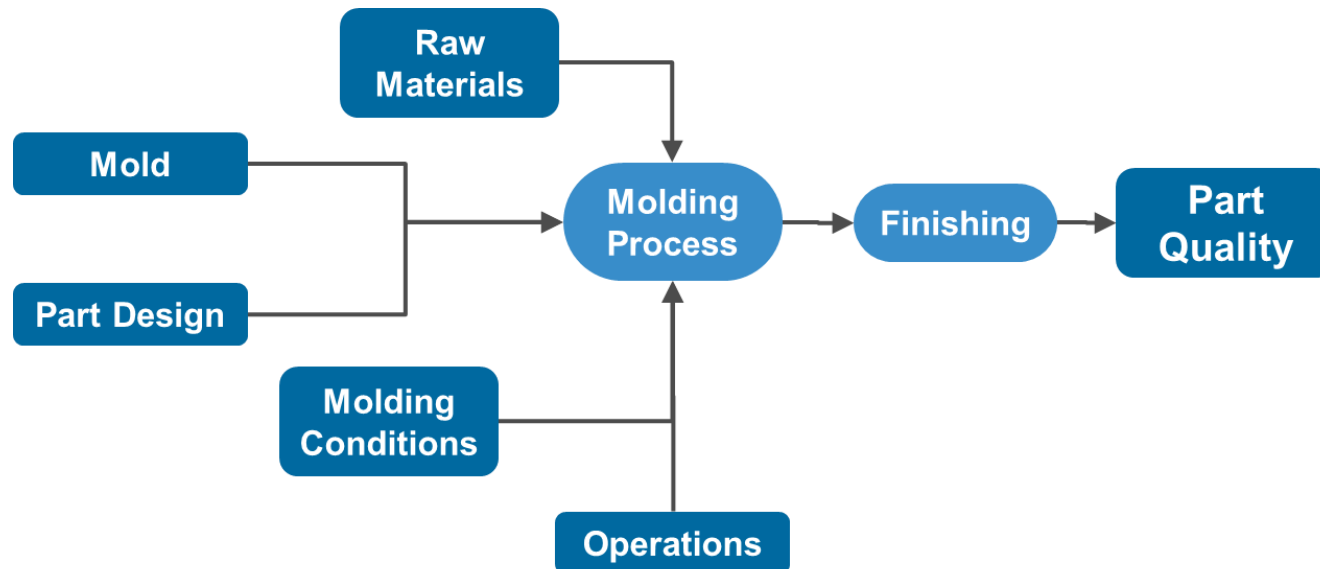 Raw
Materials
Mold
Part Design
Molding
Process
Finishing
Part
Quality
Molding
Conditions
Operations